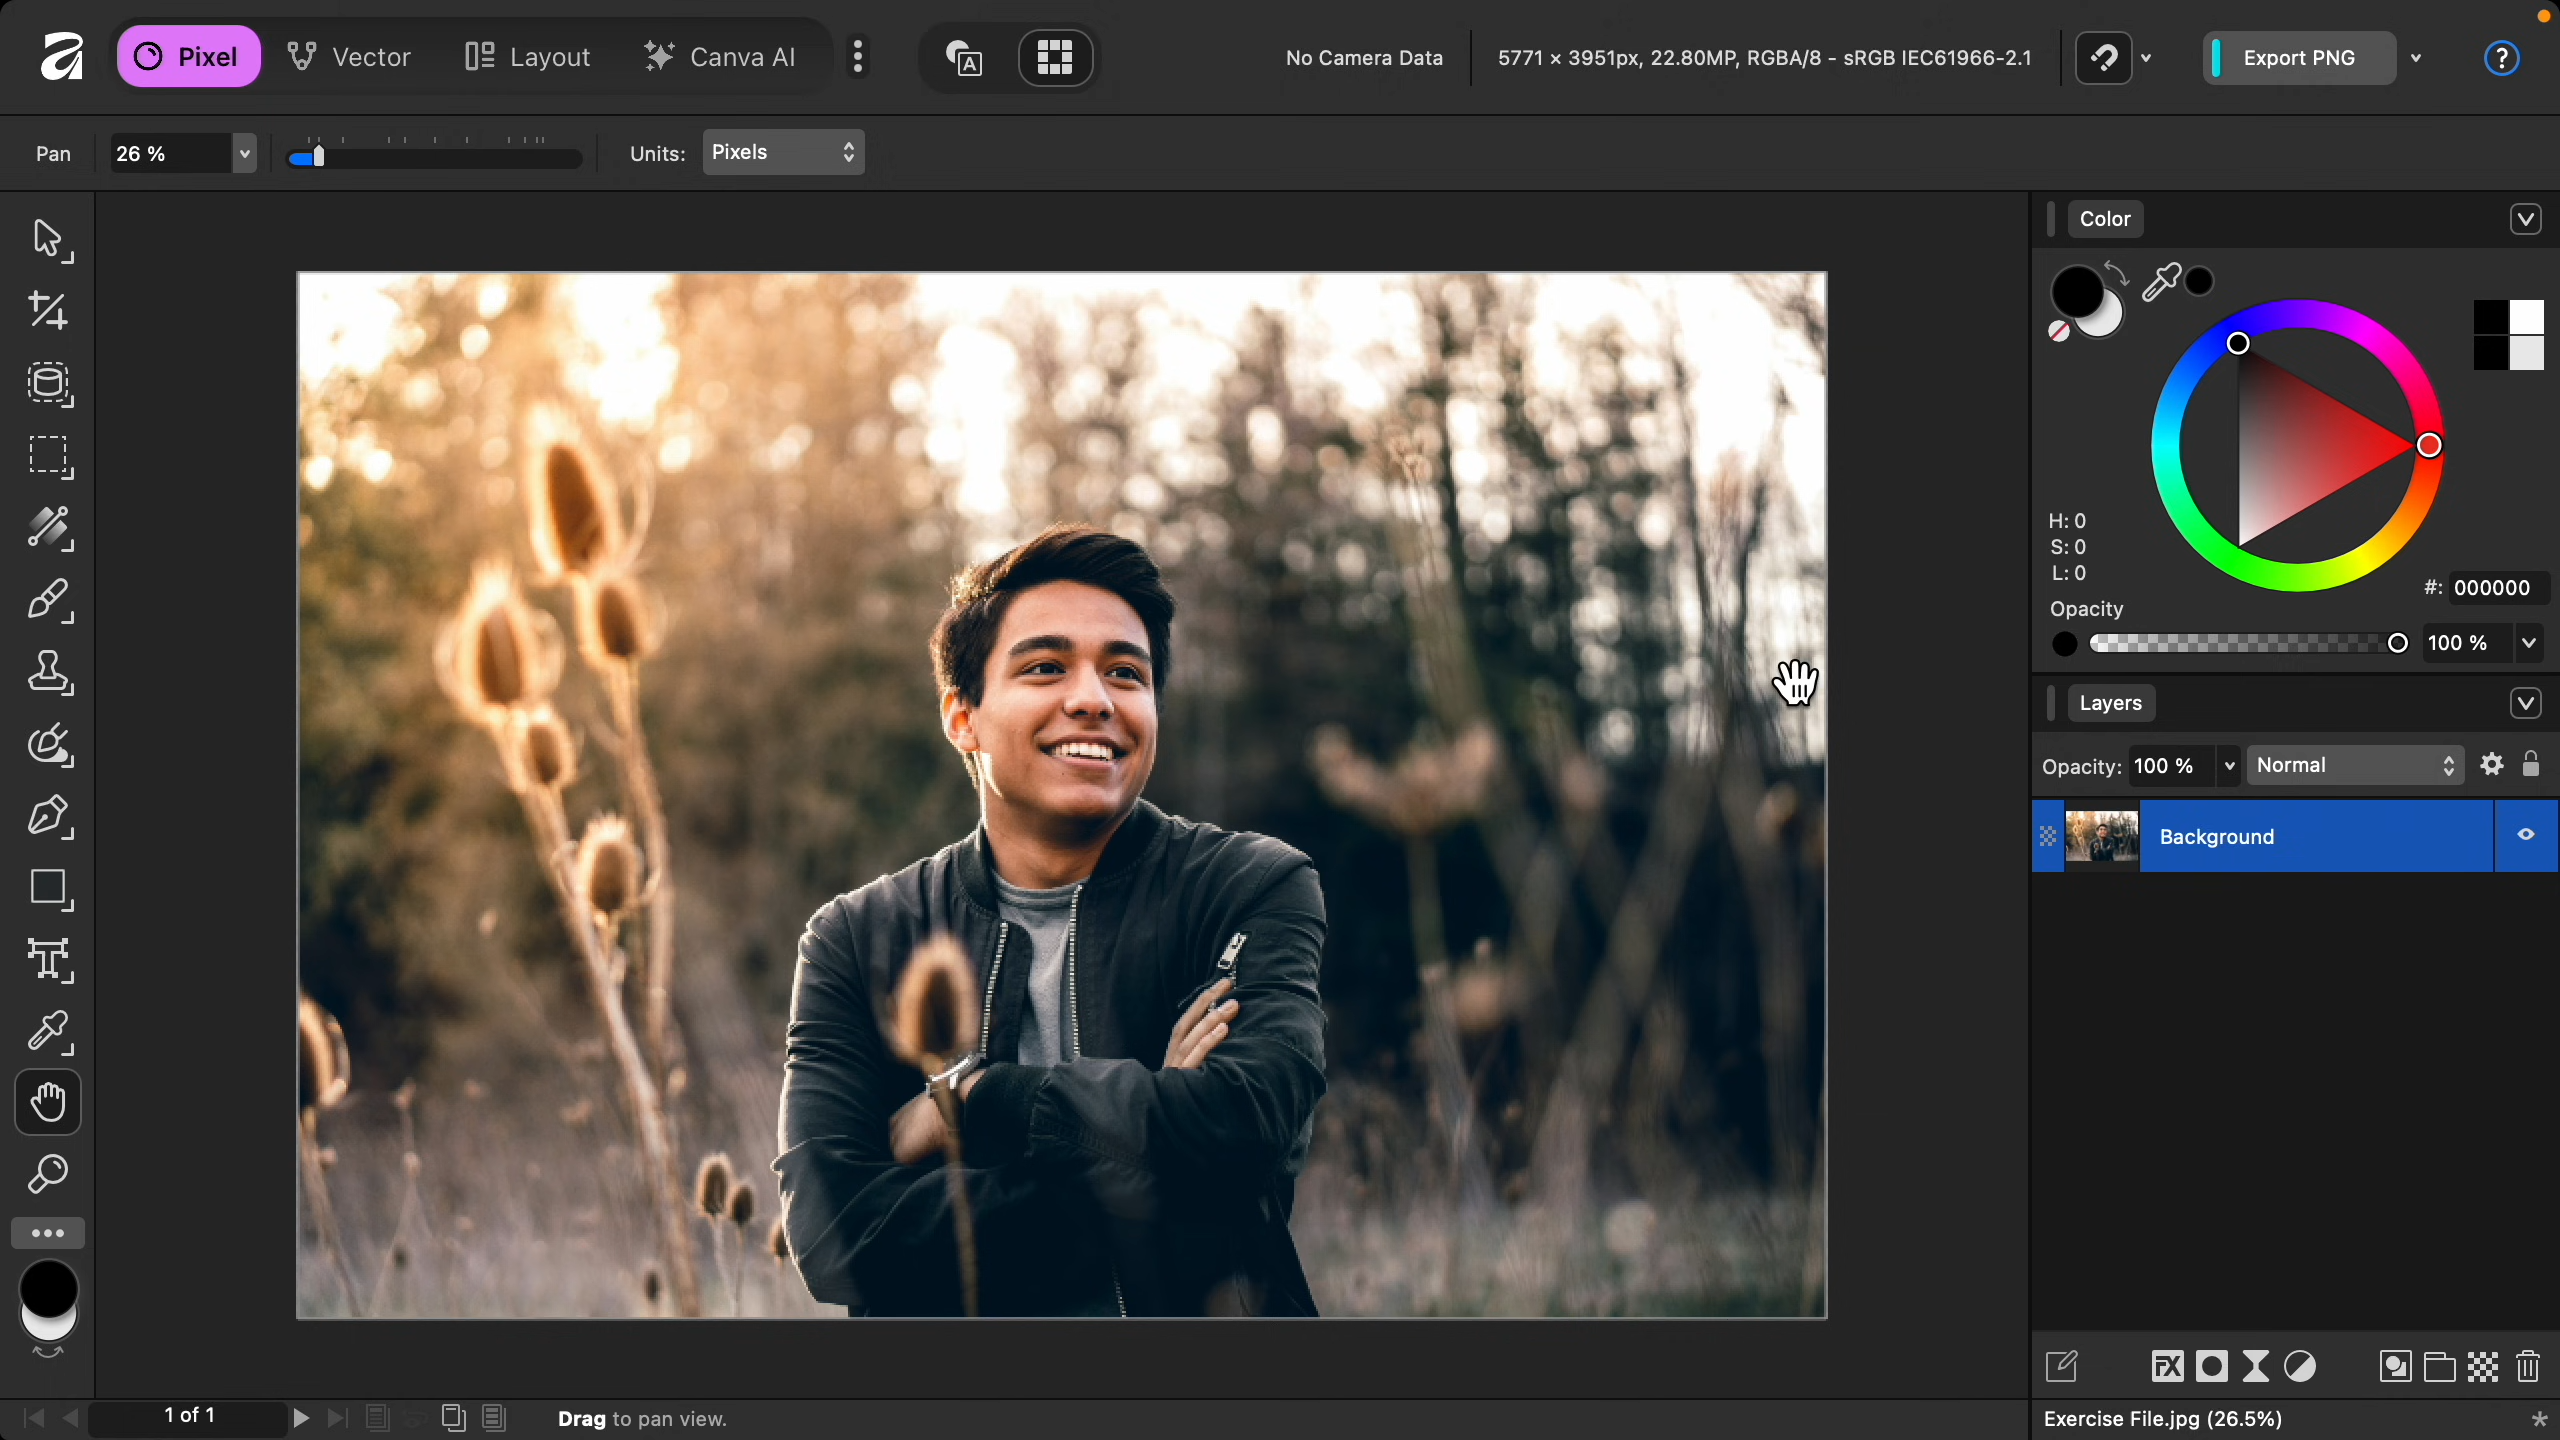 Pixel Vector Layout Canva AI A No Camera Data 5771 × 3951px, 22.80MP, RGBA/8 - sRGB IEC61966-2.1 Export PNG ?
Pan 26 % Units: Pixels
Color
H: 0
S: 0
L: 0
#: 000000
Opacity
100 %
Layers
Opacity: 100 % Normal
Background
FX
1 of 1 Drag to pan view. Exercise File.jpg (26.5%) *